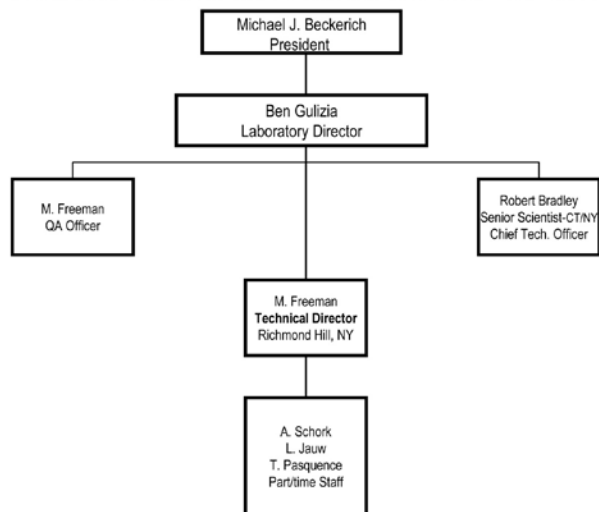 Michael J. Beckerich
President
Ben Gulizia
Laboratory Director
M. Freeman
QA Officer
Robert Bradley
Senior Scientist-CT/NY
Chief Tech. Officer
M. Freeman
Technical Director
Richmond Hill, NY
A. Schork
L. Jauw
T. Pasquence
Part/time Staff